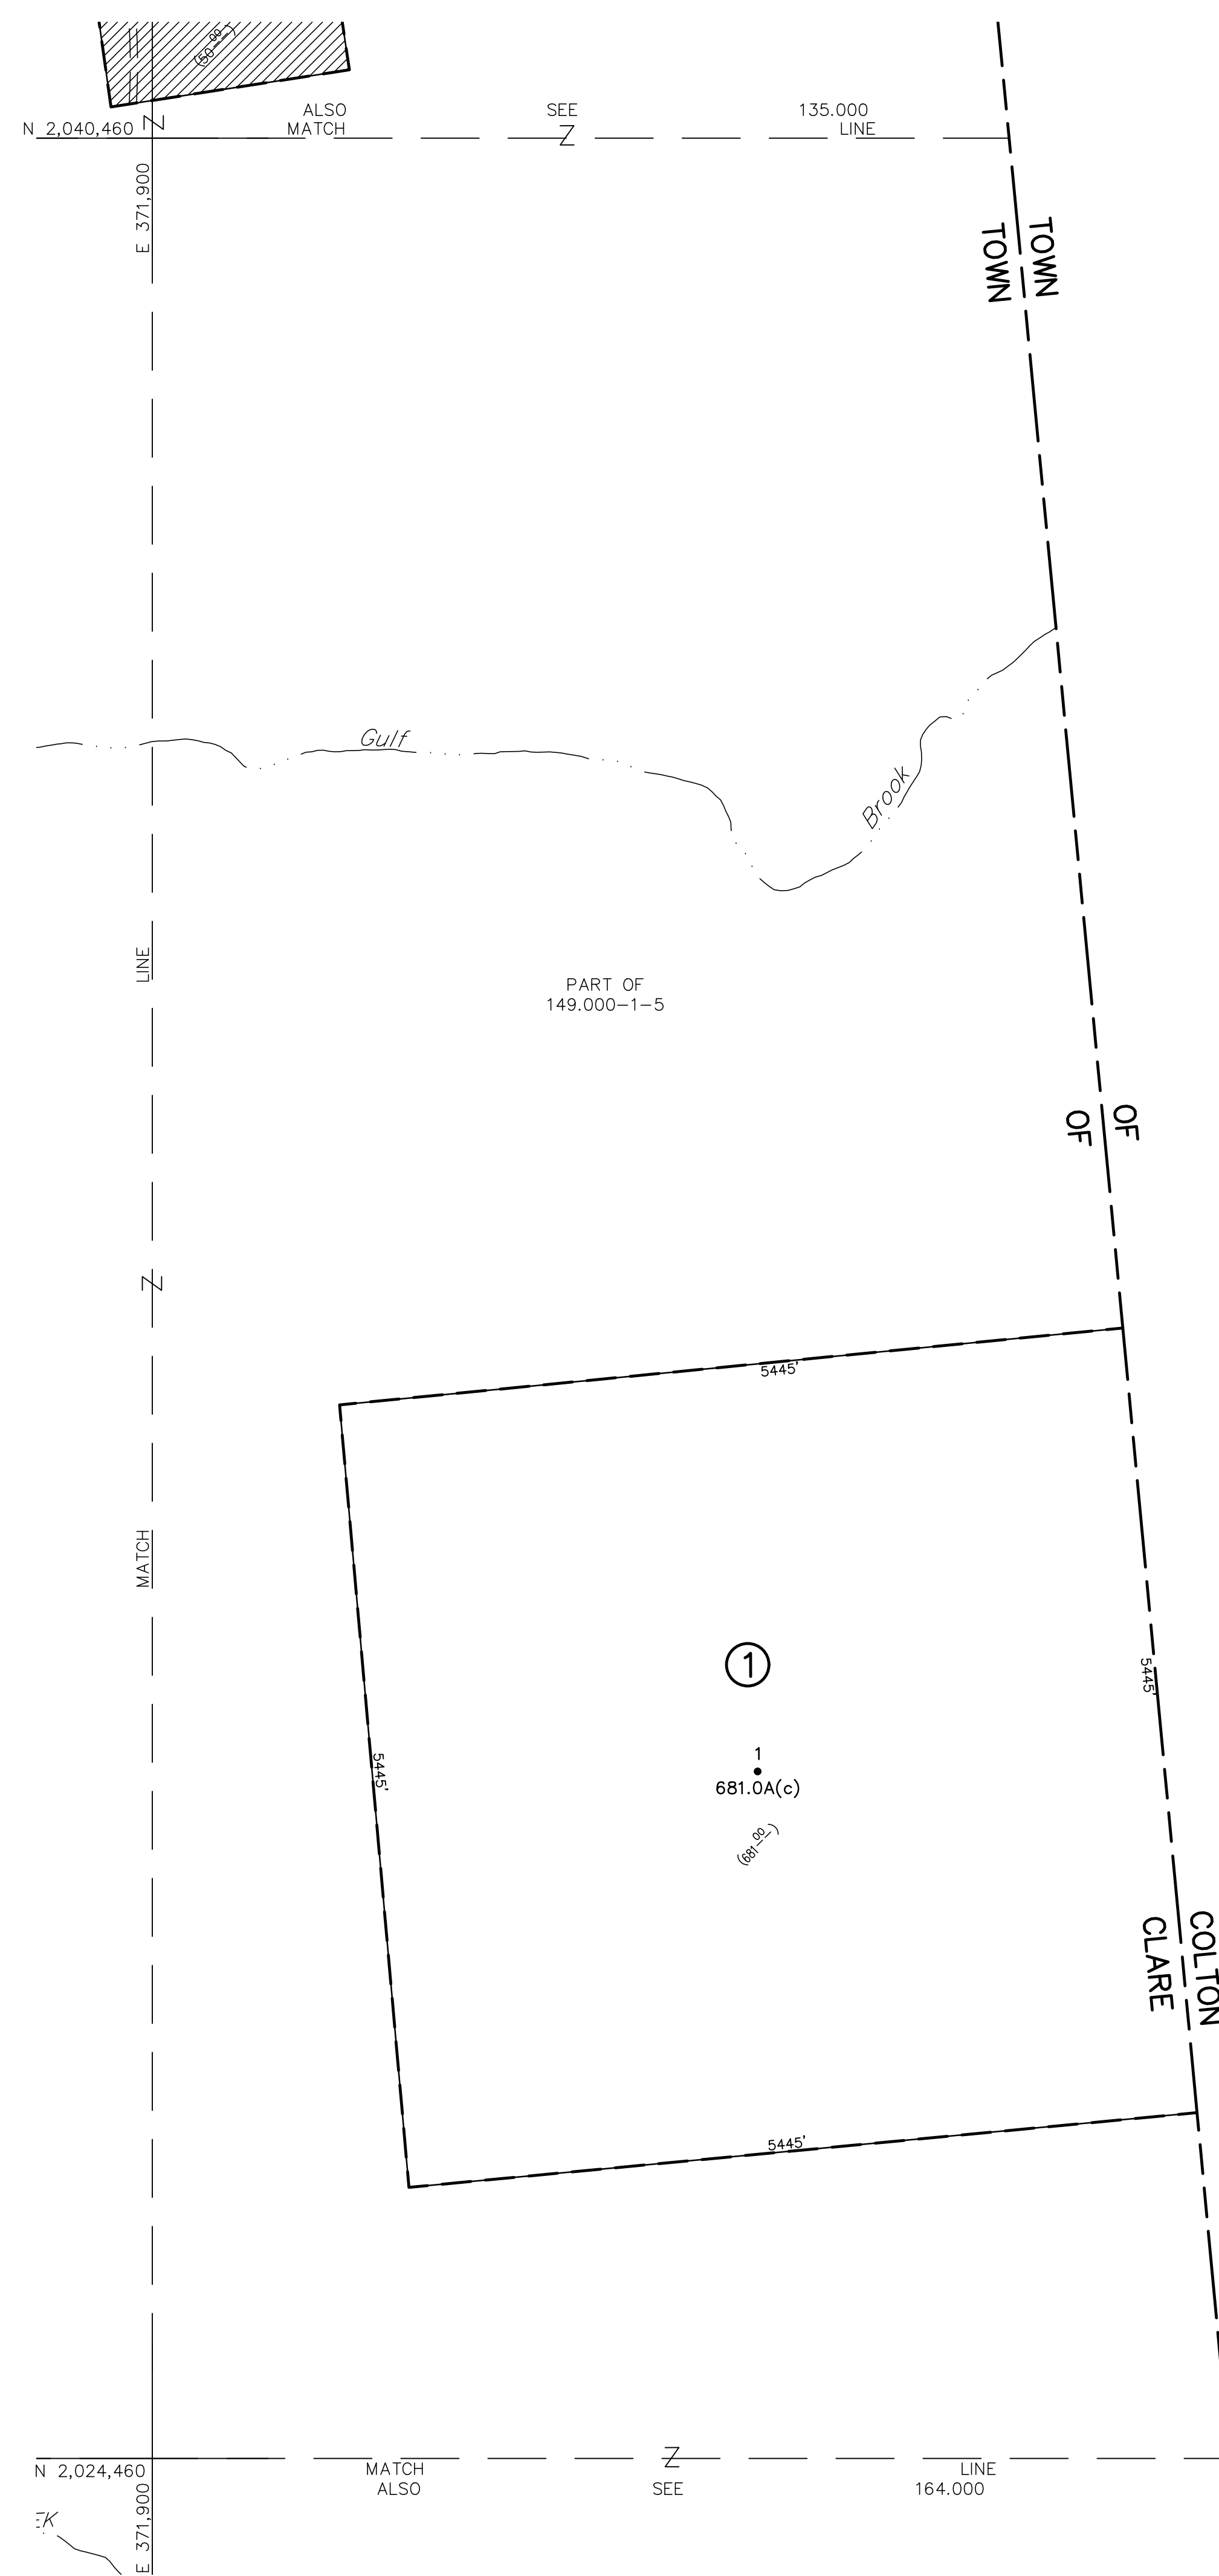 (50.00)
ALSO SEE 135.000
N 2,040,460 MATCH LINE
E 371,900
TOWN
TOWN
Gulf
Brook
LINE
PART OF
149.000-1-5
OF
OF
5445'
MATCH
1
5445'
1
681.0A(c)
5445'
(681.00)
COLTON
CLARE
5445'
N 2,024,460 MATCH LINE
ALSO SEE 164.000
E 371,900
EK